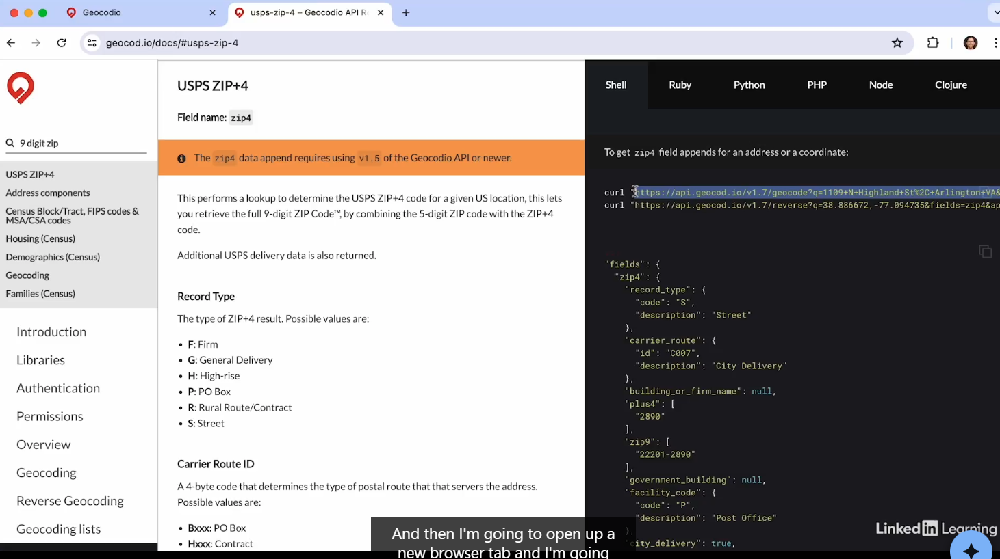 Geocodio
usps-zip-4 – Geocodio API R
geocod.io/docs/#usps-zip-4
9 digit zip
USPS ZIP+4
Address components
Census Block/Tract, FIPS codes &
MSA/CSA codes
Housing (Census)
Demographics (Census)
Geocoding
Families (Census)
Introduction
Libraries
Authentication
Permissions
Overview
Geocoding
Reverse Geocoding
Geocoding lists
USPS ZIP+4
Field name: zip4
The zip4 data append requires using v1.5 of the Geocodio API or newer.
This performs a lookup to determine the USPS ZIP+4 code for a given US location, this lets
you retrieve the full 9-digit ZIP Code™, by combining the 5-digit ZIP code with the ZIP+4
code.
Additional USPS delivery data is also returned.
Record Type
The type of ZIP+4 result. Possible values are:
• F: Firm
• G: General Delivery
• H: High-rise
• P: PO Box
• R: Rural Route/Contract
• S: Street
Carrier Route ID
A 4-byte code that determines the type of postal route that that servers the address.
Possible values are:
• Bxxx: PO Box
• Hxxx: Contract
Shell Ruby Python PHP Node Clojure
To get zip4 field appends for an address or a coordinate:
curl "https://api.geocod.io/v1.7/geocode?q=1109+N+Highland+St%2C+Arlington+VA&
curl "https://api.geocod.io/v1.7/reverse?q=38.886672,-77.094735&fields=zip4&ap
"fields": {
"zip4": {
"record_type": {
"code": "S",
"description": "Street"
},
"carrier_route": {
"id": "C007",
"description": "City Delivery"
},
"building_or_firm_name": null,
"plus4": [
"2890"
],
"zip9": [
"22201-2890"
],
"government_building": null,
"facility_code": {
"code": "P",
"description": "Post Office"
},
"city_delivery": true,
And then I'm going to open up a
new browser tab and I'm going
LinkedIn Learning